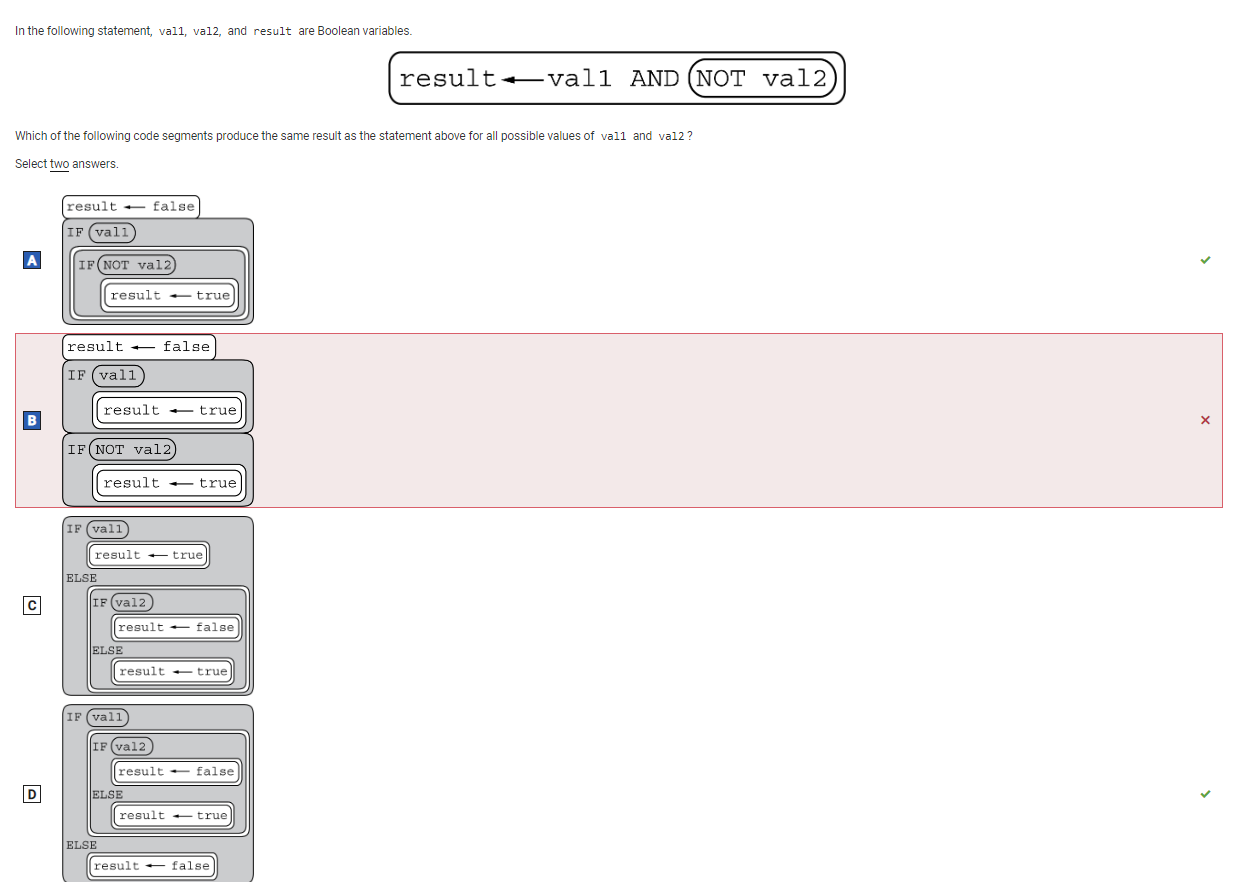 In the following statement, val1, val2, and result are Boolean variables.
result ← val1 AND NOT val2
Which of the following code segments produce the same result as the statement above for all possible values of val1 and val2 ?
Select two answers.
A
result ← false
IF val1
IF NOT val2
result ← true
B
result ← false
IF val1
result ← true
IF NOT val2
result ← true
C
IF val1
result ← true
ELSE
IF val2
result ← false
ELSE
result ← true
D
IF val1
IF val2
result ← false
ELSE
result ← true
ELSE
result ← false